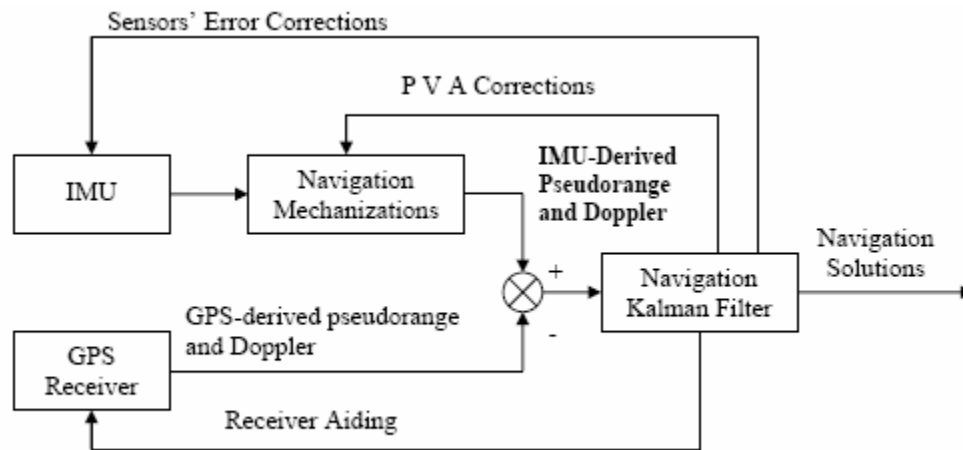 Sensors' Error Corrections
P V A Corrections
IMU
Navigation
Mechanizations
IMU-Derived
Pseudorange
and Doppler
+
-
Navigation
Kalman Filter
Navigation
Solutions
GPS-derived pseudorange
and Doppler
GPS
Receiver
Receiver Aiding